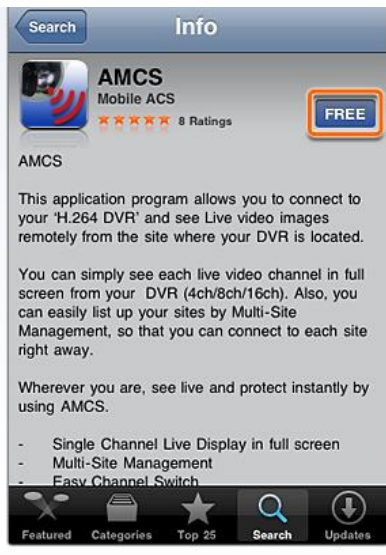 Search
Info
AMCS
Mobile ACS
8 Ratings
FREE
AMCS
This application program allows you to connect to
your 'H.264 DVR' and see Live video images
remotely from the site where your DVR is located.
You can simply see each live video channel in full
screen from your DVR (4ch/8ch/16ch). Also, you
can easily list up your sites by Multi-Site
Management, so that you can connect to each site
right away.
Wherever you are, see live and protect instantly by
using AMCS.
- Single Channel Live Display in full screen
- Multi-Site Management
- Easy Channel Switch
Featured Categories Top 25 Search Updates